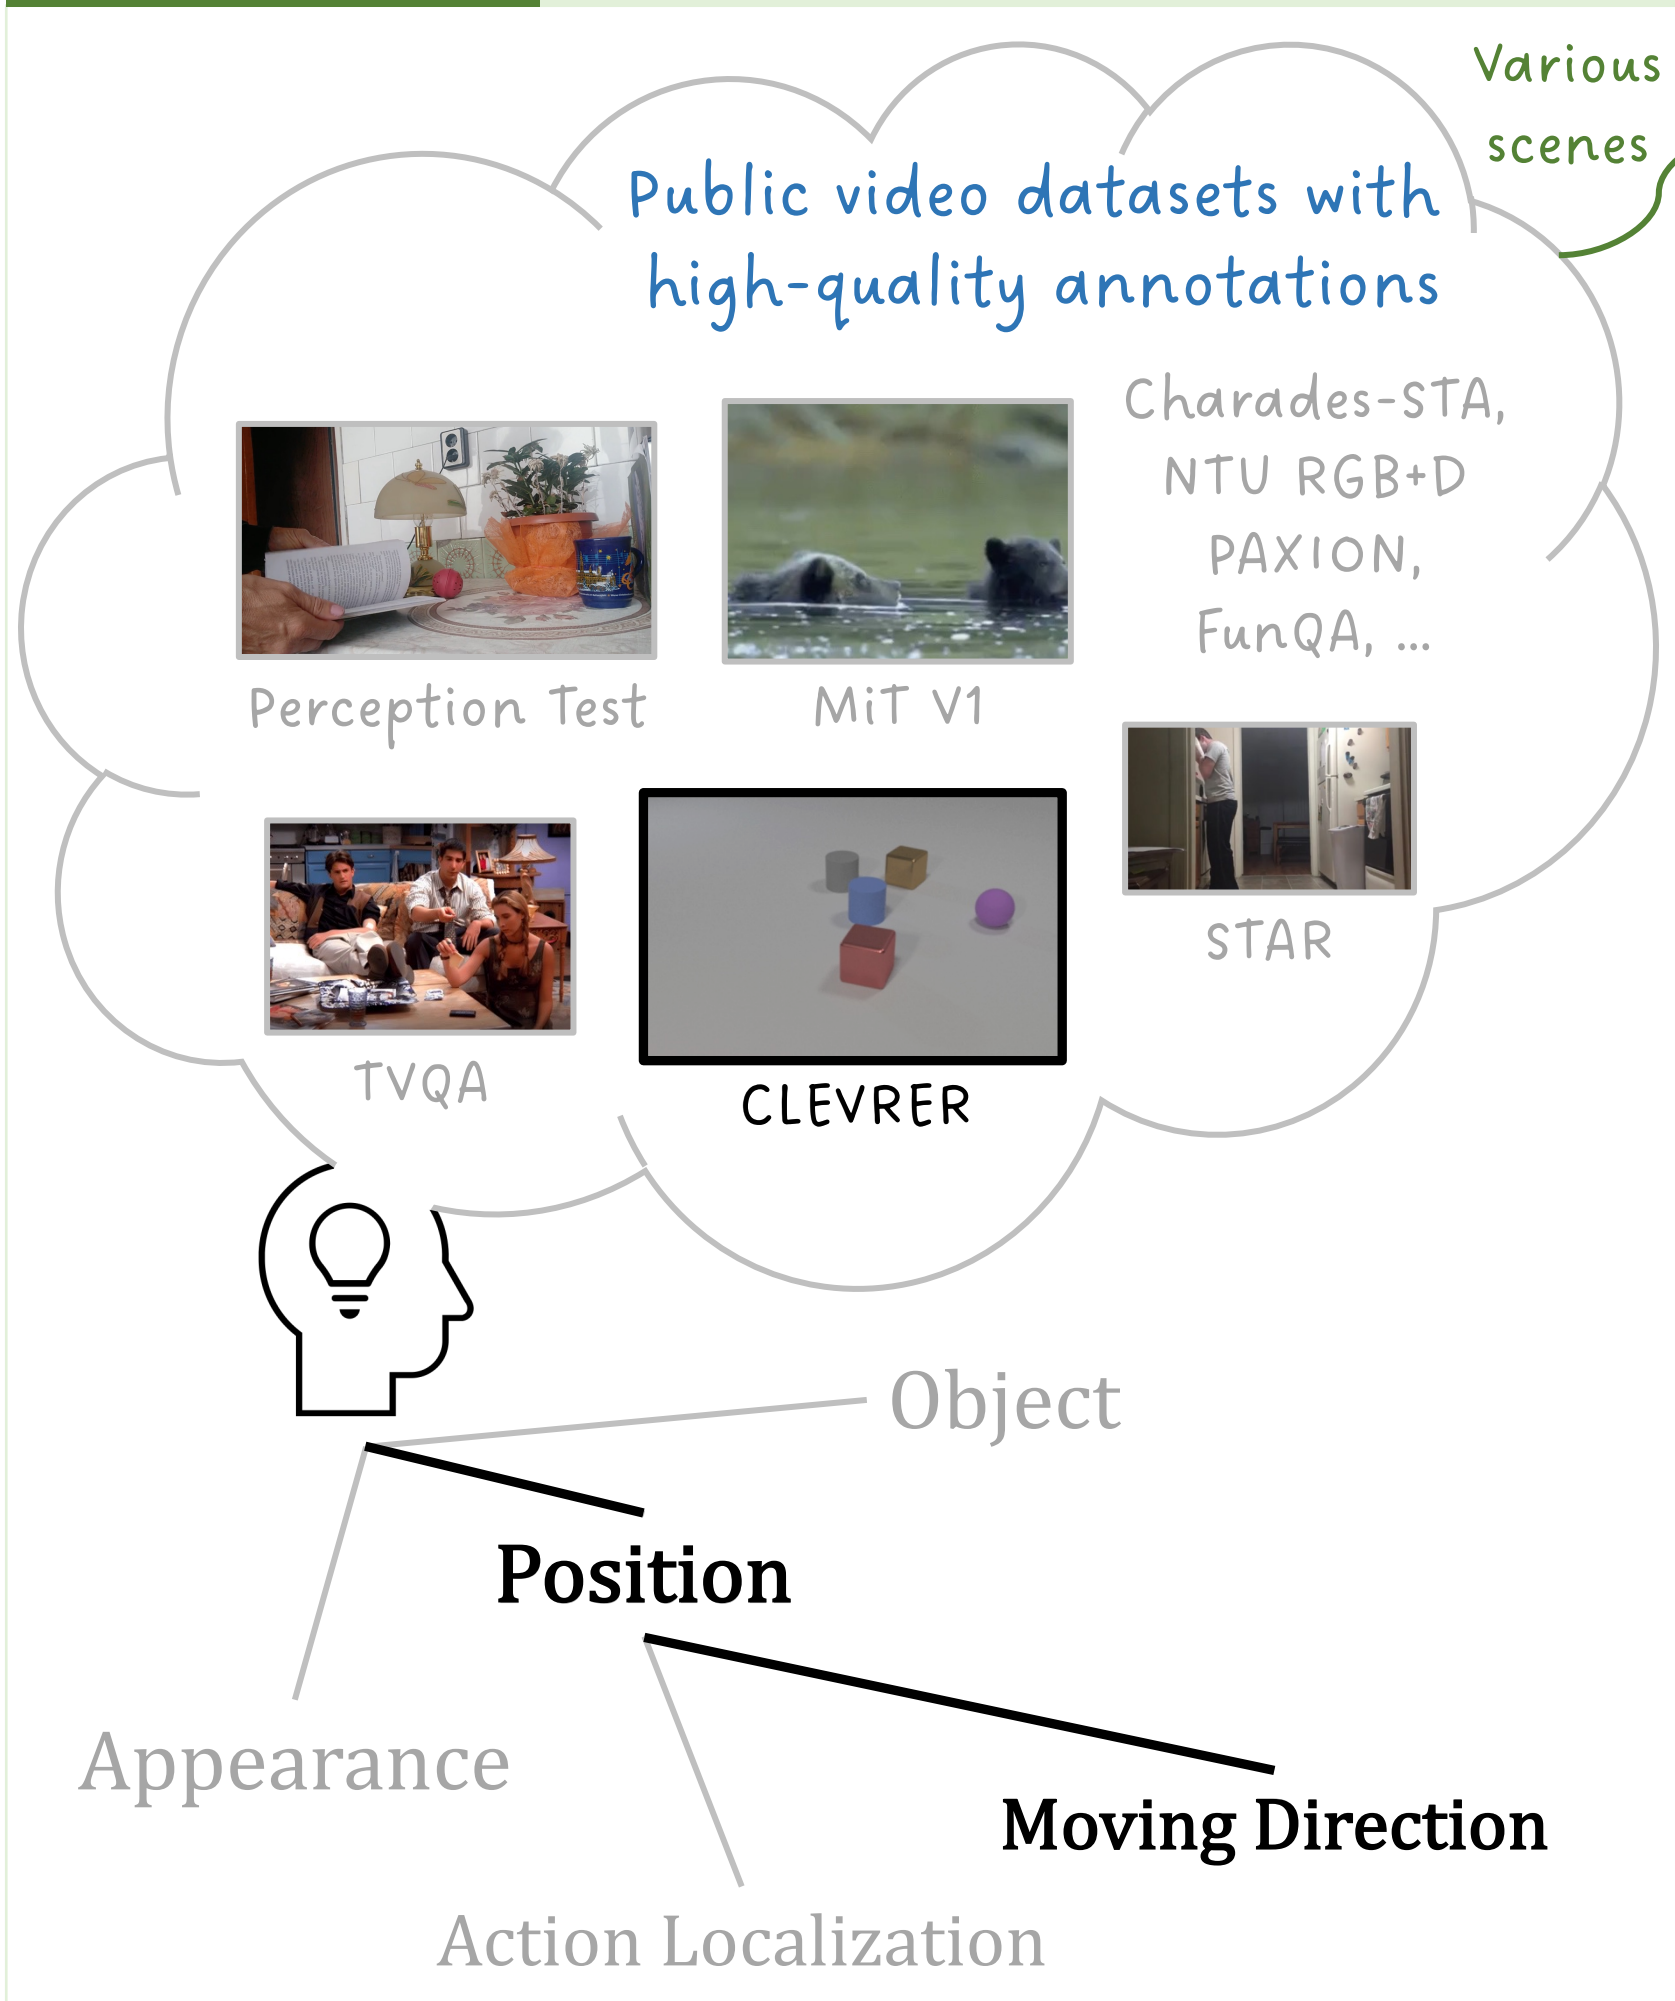 Various
scenes
Public video datasets with
high-quality annotations
Charades-STA,
NTU RGB+D
PAXION,
FunQA, ...
Perception Test
MiT V1
TVQA
CLEVRER
STAR
Object
Position
Appearance
Moving Direction
Action Localization